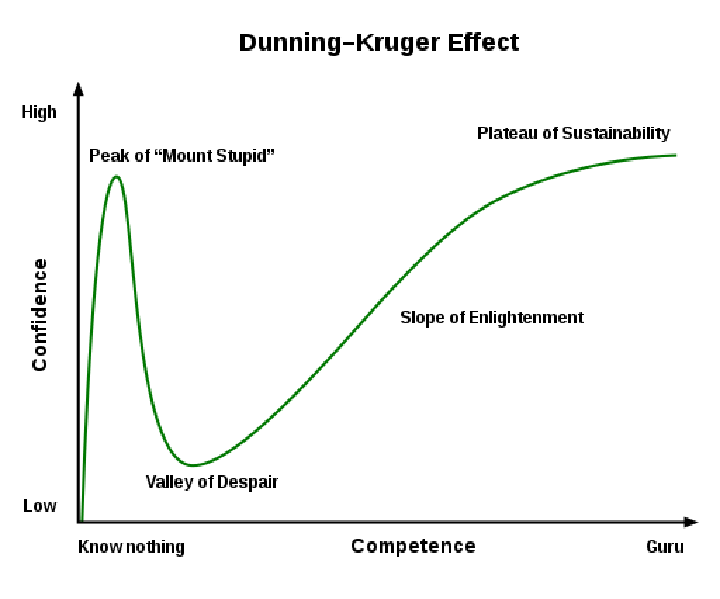 Dunning–Kruger Effect
High
Plateau of Sustainability
Peak of “Mount Stupid”
Confidence
Slope of Enlightenment
Valley of Despair
Low
Know nothing
Competence
Guru